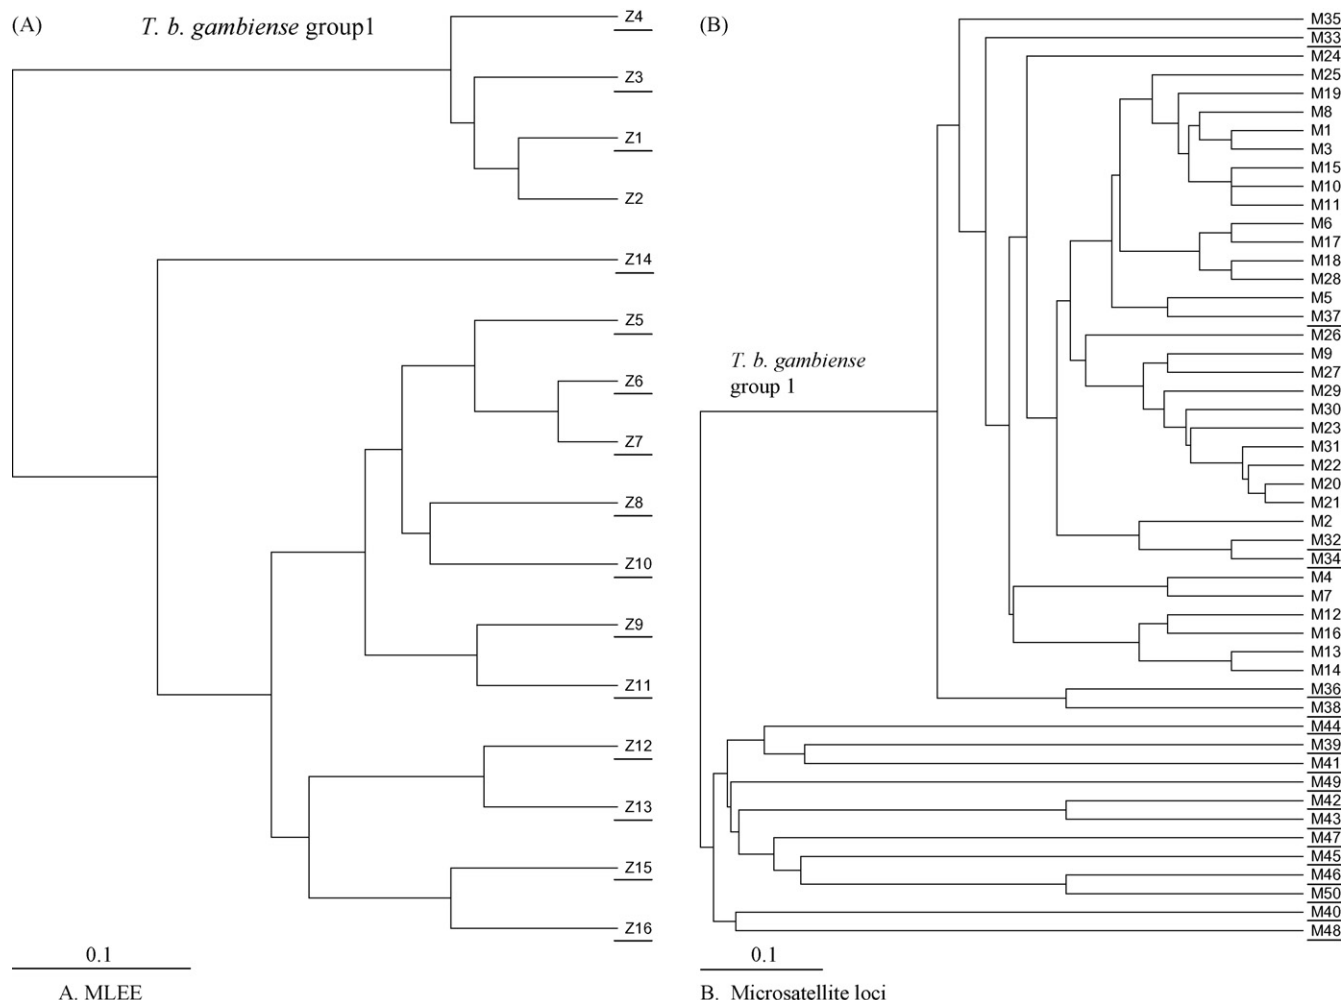 (A)
T. b. gambiense group1
Z4
Z3
Z1
Z2
Z14
Z5
Z6
Z7
Z8
Z10
Z9
Z11
Z12
Z13
Z15
Z16
0.1
A. MLEE
(B)
T. b. gambiense
group 1
M35
M33
M24
M25
M19
M8
M1
M3
M15
M10
M11
M6
M17
M18
M28
M5
M37
M26
M9
M27
M29
M30
M23
M31
M22
M20
M21
M2
M32
M34
M4
M7
M12
M16
M13
M14
M36
M38
M44
M39
M41
M49
M42
M43
M47
M45
M46
M50
M40
M48
0.1
B. Microsatellite loci